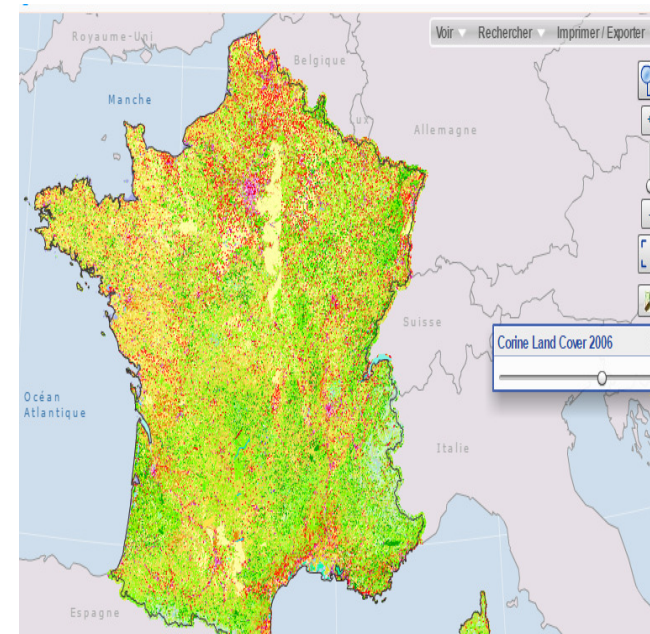 Voir Rechercher Imprimer / Exporter
Royaume-Uni
Belgique
Manche
Allemagne
Suisse
Corine Land Cover 2006
Océan
Atlantique
Italie
Espagne